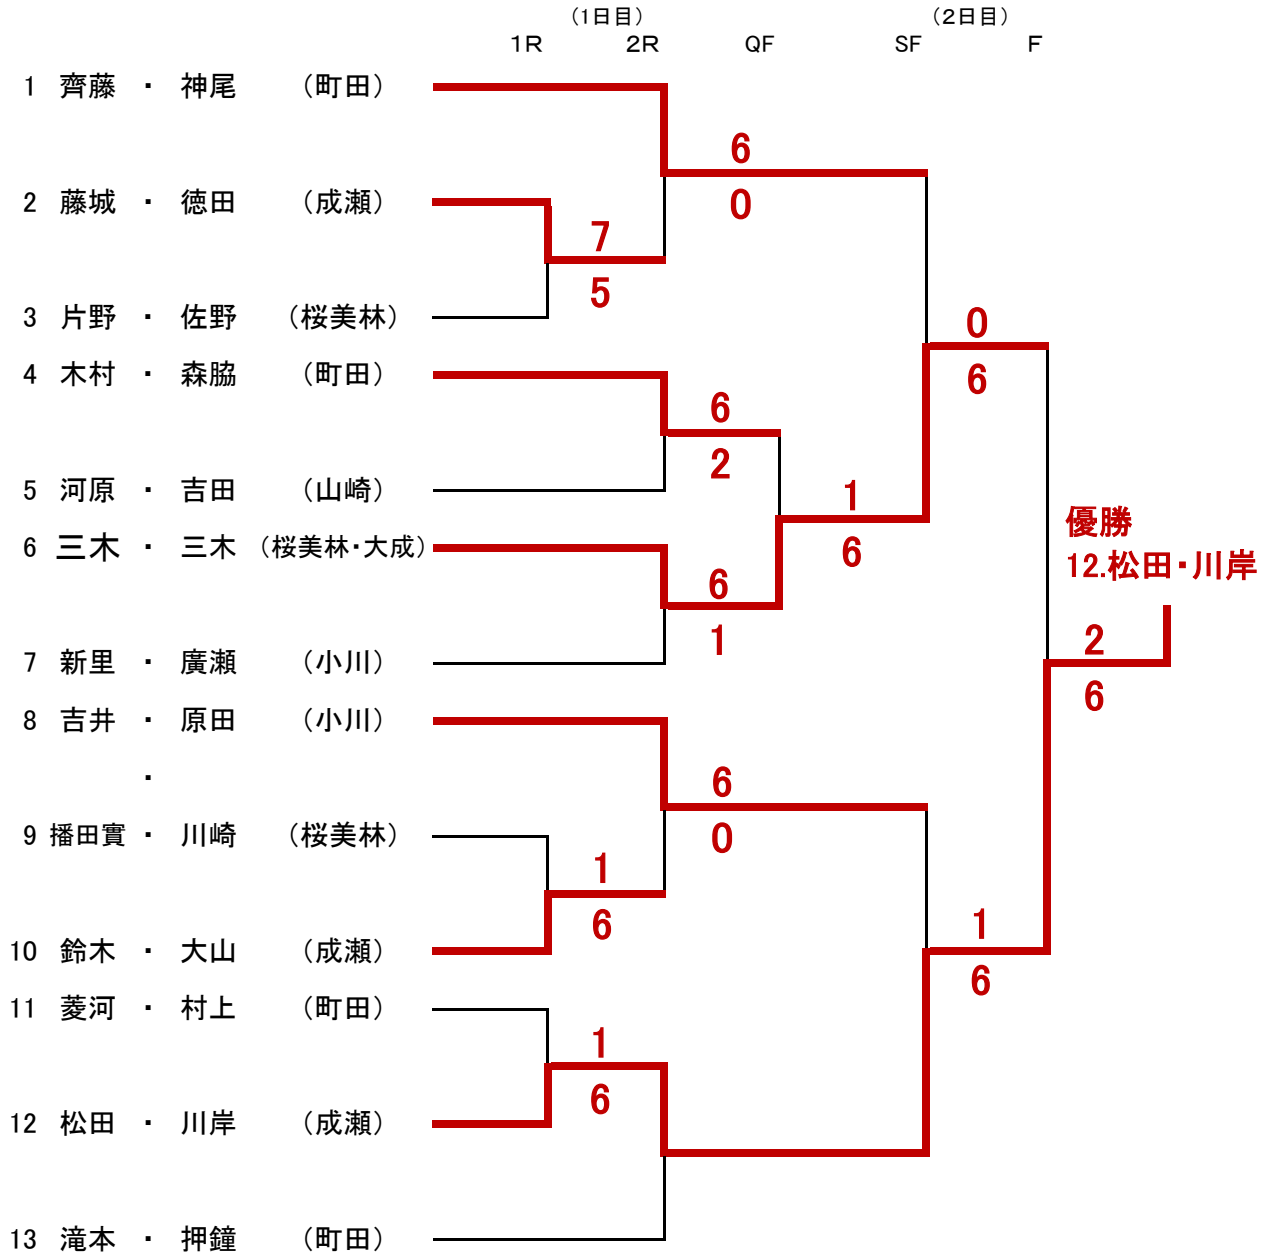 （1日目）　（2日目）
1R　2R　QF　SF　F
1 齊藤 ・ 神尾 （町田）
6
0
2 藤城 ・ 徳田 （成瀬）
7
5
3 片野 ・ 佐野 （桜美林）
0
6
4 木村 ・ 森脇 （町田）
6
2
5 河原 ・ 吉田 （山崎）
1
6
優勝
12.松田・川岸
6 三木 ・ 三木 （桜美林・大成）
6
1
7 新里 ・ 廣瀬 （小川）
2
6
8 吉井 ・ 原田 （小川）
・
6
0
9 播田實 ・ 川崎 （桜美林）
1
6
10 鈴木 ・ 大山 （成瀬）
1
6
11 菱河 ・ 村上 （町田）
1
6
12 松田 ・ 川岸 （成瀬）
13 滝本 ・ 押鐘 （町田）